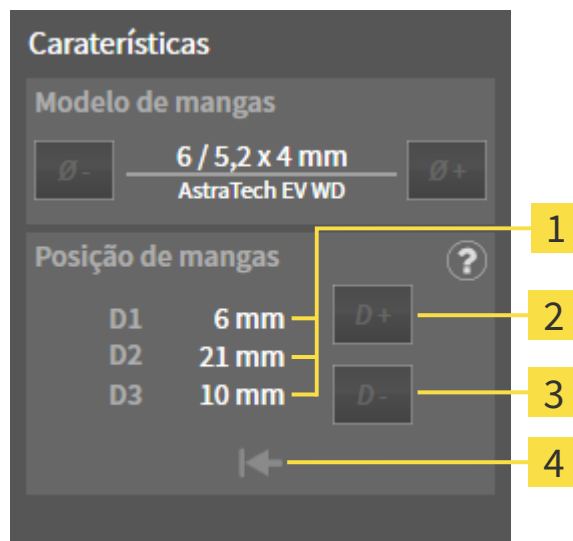 Caraterísticas
Modelo de mangas
Ø -
6 / 5,2 x 4 mm
Ø +
AstraTech EV WD
Posição de mangas
?
1
D1 6 mm
D +
2
D2 21 mm
D3 10 mm
D -
3
4